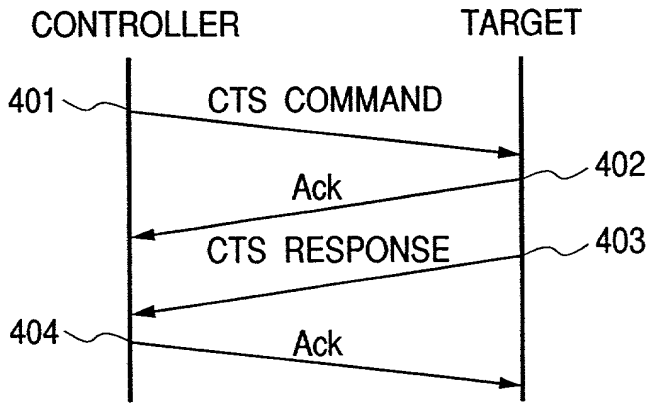 CONTROLLER TARGET
401 CTS COMMAND
402
Ack
CTS RESPONSE 403
404 Ack